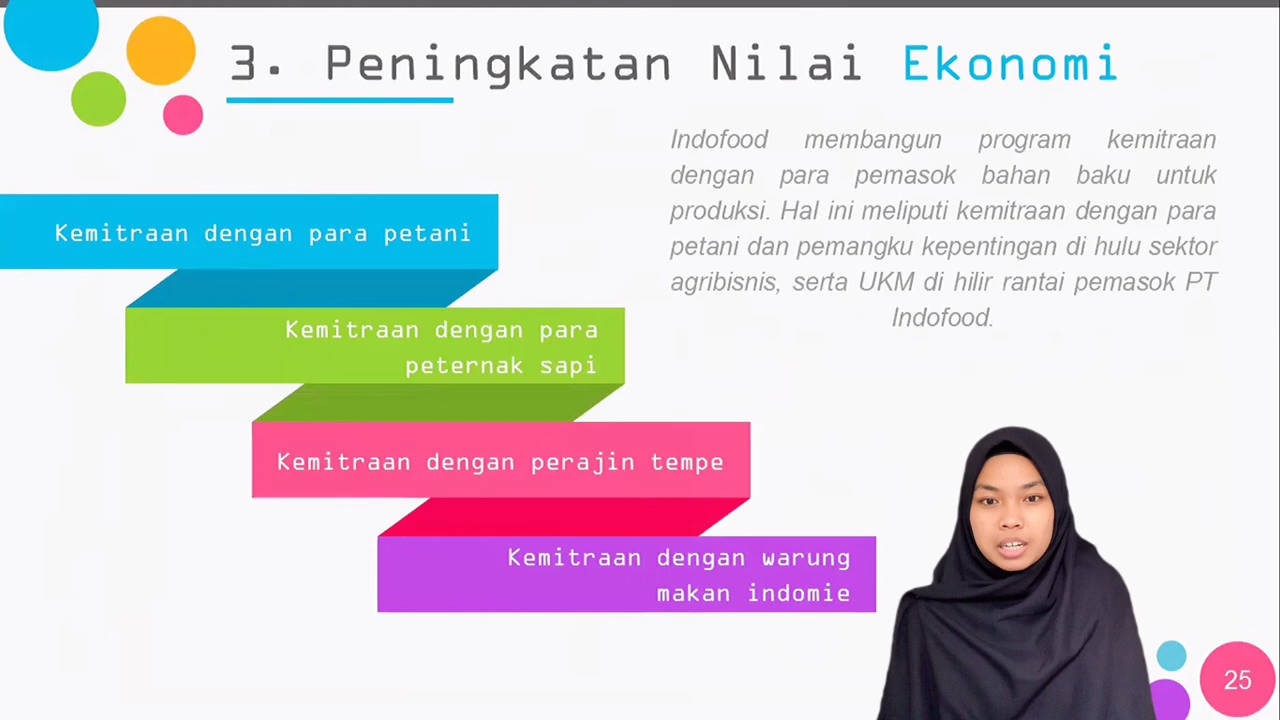 3. Peningkatan Nilai Ekonomi
Indofood membangun program kemitraan
dengan para pemasok bahan baku untuk
produksi. Hal ini meliputi kemitraan dengan para
petani dan pemangku kepentingan di hulu sektor
agribisnis, serta UKM di hilir rantai pemasok PT
Indofood.
Kemitraan dengan para petani
Kemitraan dengan para
peternak sapi
Kemitraan dengan perajin tempe
Kemitraan dengan warung
makan indomie
25